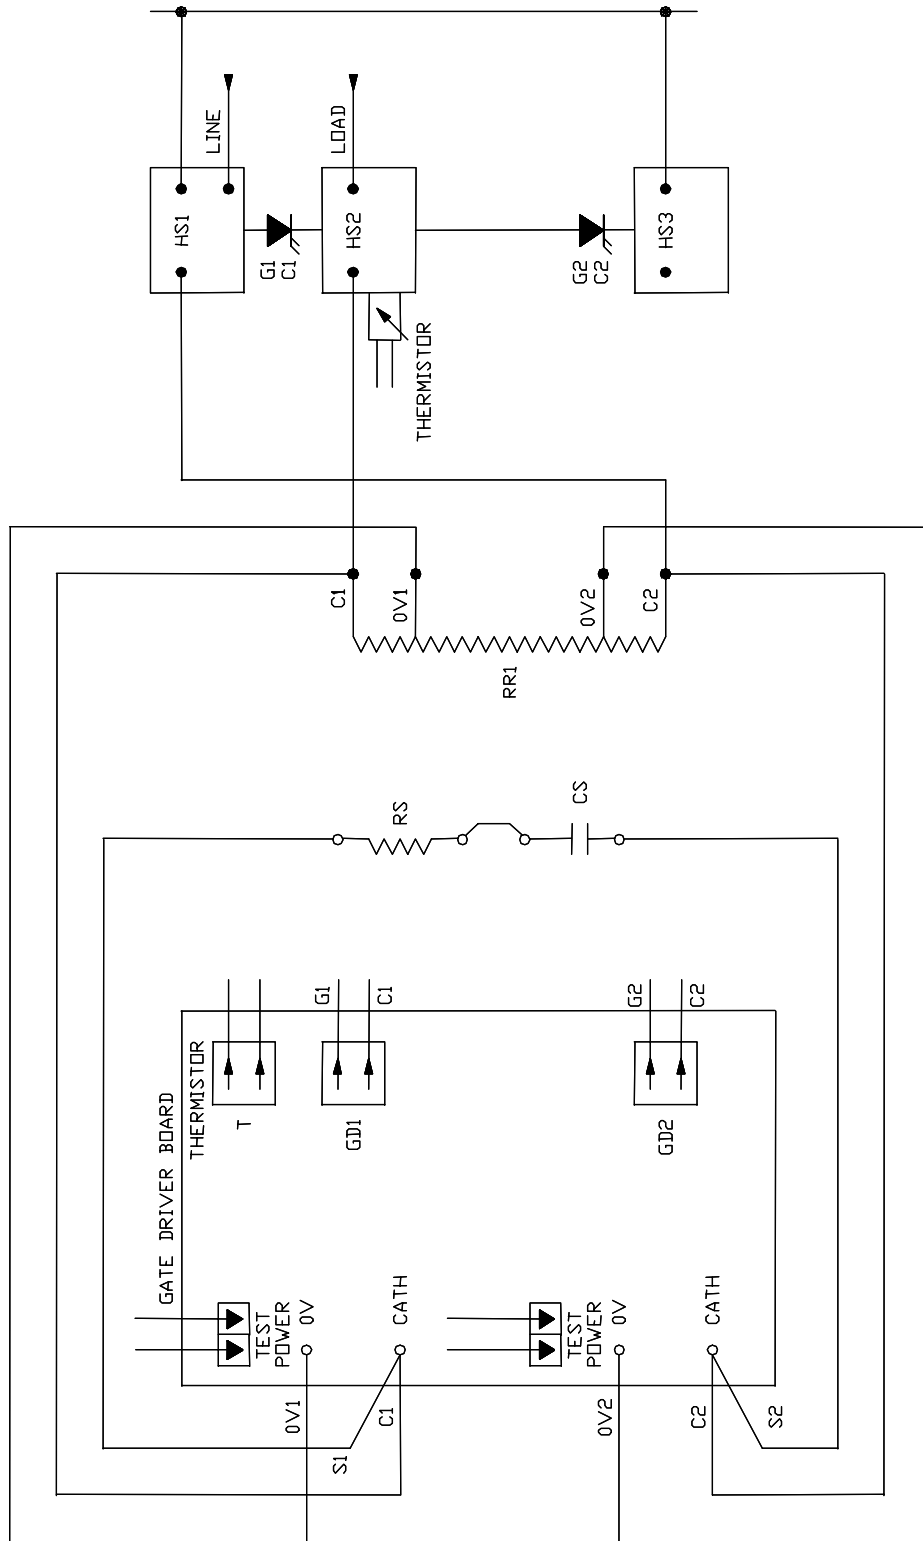 LINE
LOAD
HS1
HS2
HS3
G1
C1
G2
C2
THERMISTOR
C1
0V1
0V2
C2
RR1
RS
CS
G1
C1
G2
C2
GATE DRIVER BOARD
THERMISTOR
T
GD1
GD2
TEST
POWER
0V
CATH
TEST
POWER
0V
CATH
0V1
S1
C1
0V2
C2
S2